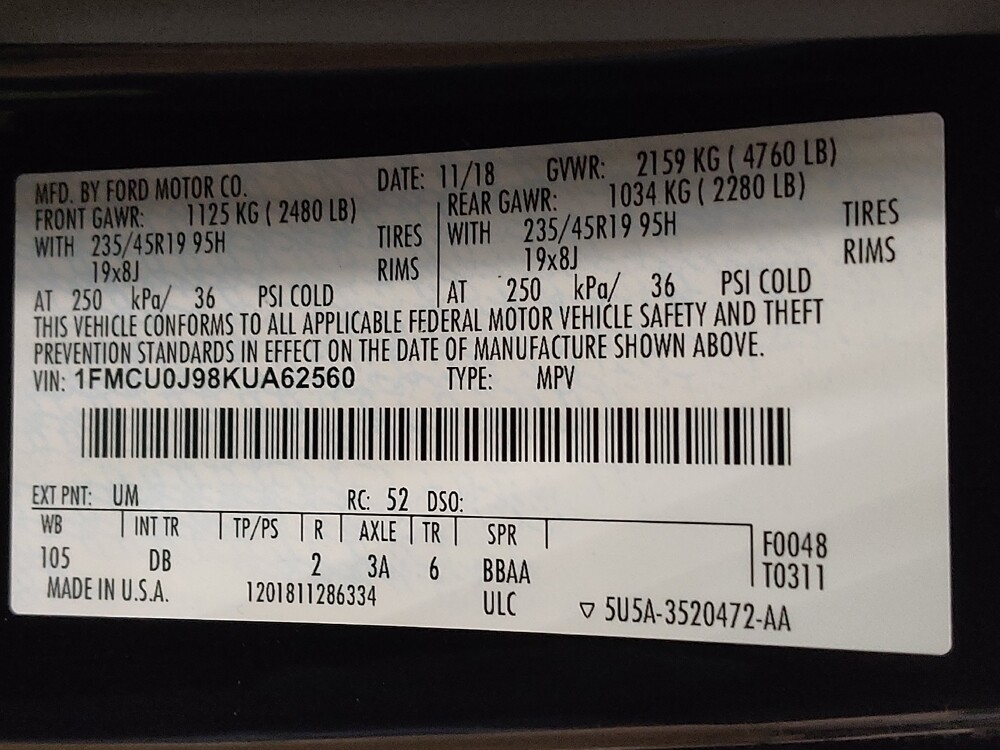 MFD. BY FORD MOTOR CO. DATE: 11/18 GVWR: 2159 KG ( 4760 LB)
FRONT GAWR: 1125 KG ( 2480 LB) REAR GAWR: 1034 KG ( 2280 LB)
WITH 235/45R19 95H TIRES WITH 235/45R19 95H TIRES
19x8J RIMS 19x8J RIMS
AT 250 kPa/ 36 PSI COLD AT 250 kPa/ 36 PSI COLD
THIS VEHICLE CONFORMS TO ALL APPLICABLE FEDERAL MOTOR VEHICLE SAFETY AND THEFT
PREVENTION STANDARDS IN EFFECT ON THE DATE OF MANUFACTURE SHOWN ABOVE.
VIN: 1FMCU0J98KUA62560 TYPE: MPV
EXT PNT: UM RC: 52 DSO:
WB INT TR TP/PS R AXLE TR SPR F0048
105 DB 2 3A 6 BBAA T0311
MADE IN U.S.A. 1201811286334 ULC ▽ 5U5A-3520472-AA